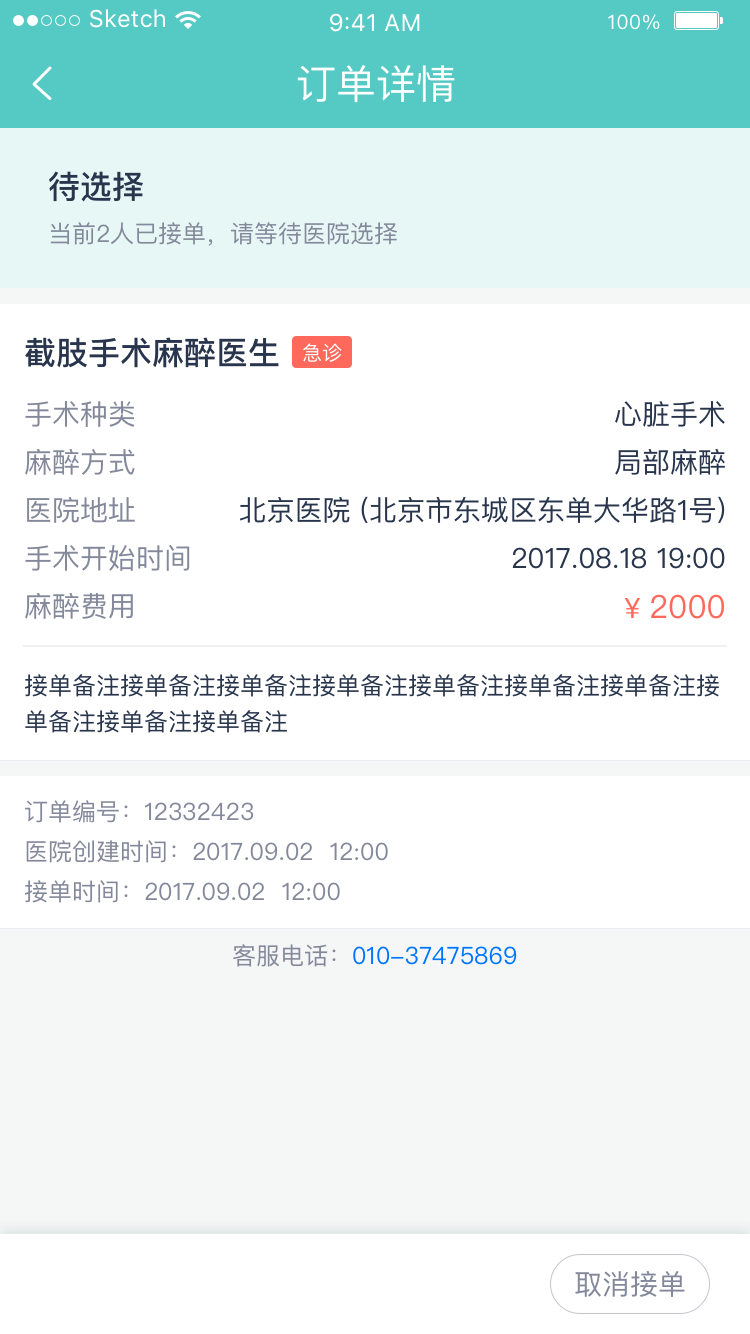 Sketch 9:41 AM 100%
订单详情
待选择
当前2人已接单，请等待医院选择
截肢手术麻醉医生 急诊
手术种类 心脏手术
麻醉方式 局部麻醉
医院地址 北京医院 (北京市东城区东单大华路1号)
手术开始时间 2017.08.18 19:00
麻醉费用 ¥ 2000
接单备注接单备注接单备注接单备注接单备注接单备注接单备注接
单备注接单备注接单备注
订单编号：12332423
医院创建时间：2017.09.02 12:00
接单时间：2017.09.02 12:00
客服电话：010-37475869
取消接单